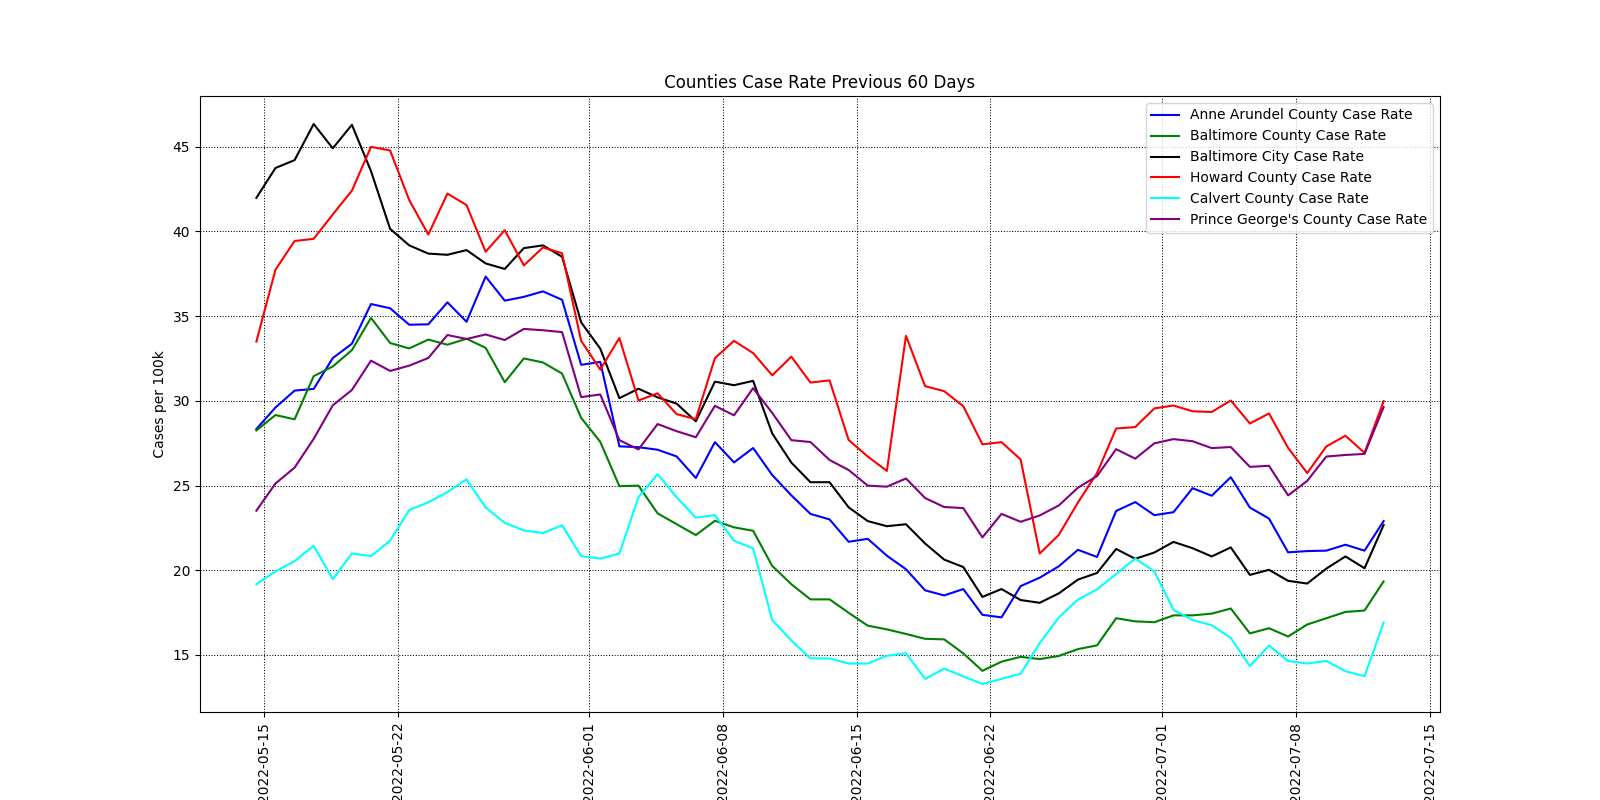 Counties Case Rate Previous 60 Days
Anne Arundel County Case Rate
Baltimore County Case Rate
Baltimore City Case Rate
Howard County Case Rate
Calvert County Case Rate
Prince George's County Case Rate
Cases per 100k
45
40
35
30
25
20
15
2022-05-15
2022-05-22
2022-06-01
2022-06-08
2022-06-15
2022-06-22
2022-07-01
2022-07-08
2022-07-15